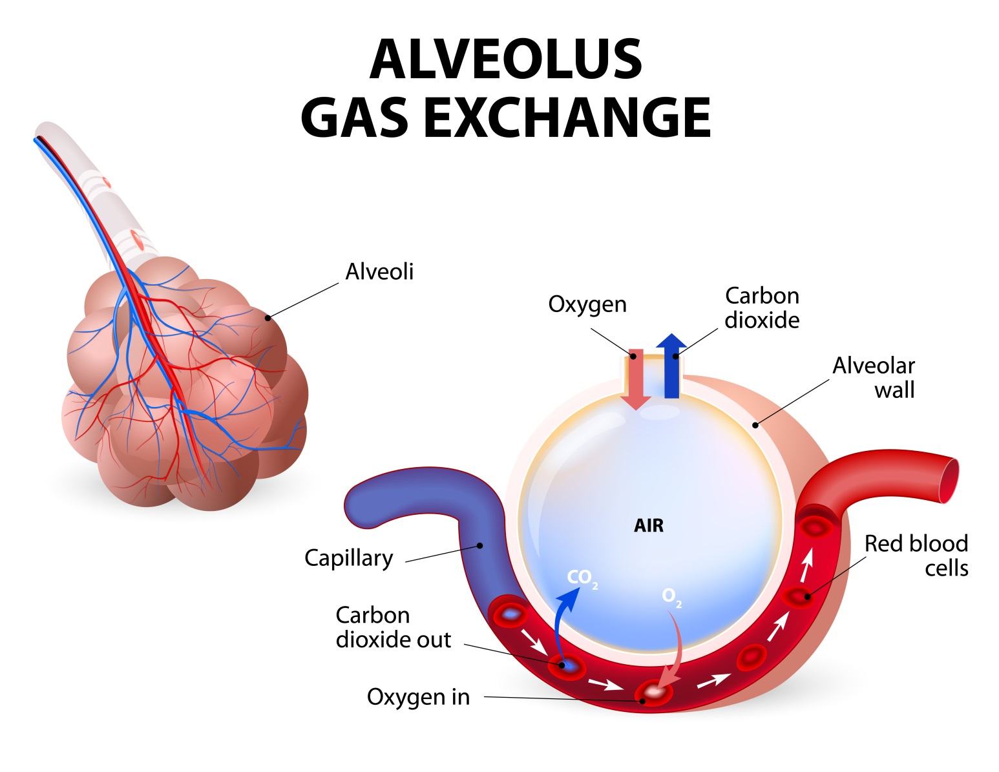 ALVEOLUS
GAS EXCHANGE
Alveoli
Oxygen
Carbon
dioxide
Alveolar
wall
AIR
Capillary
CO₂
O₂
Red blood
cells
Carbon
dioxide out
Oxygen in